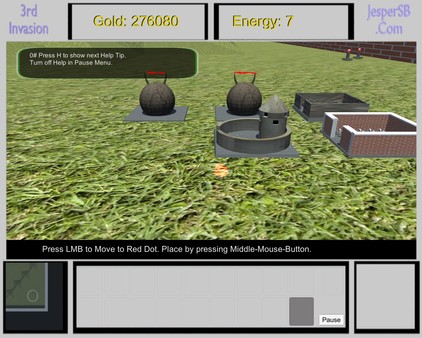 3rd
Invasion
Gold: 276080
Energy: 7
JesperSB
.Com
0# Press H to show next Help Tip.
Turn off Help in Pause Menu.
Press LMB to Move to Red Dot. Place by pressing Middle-Mouse-Button.
Pause